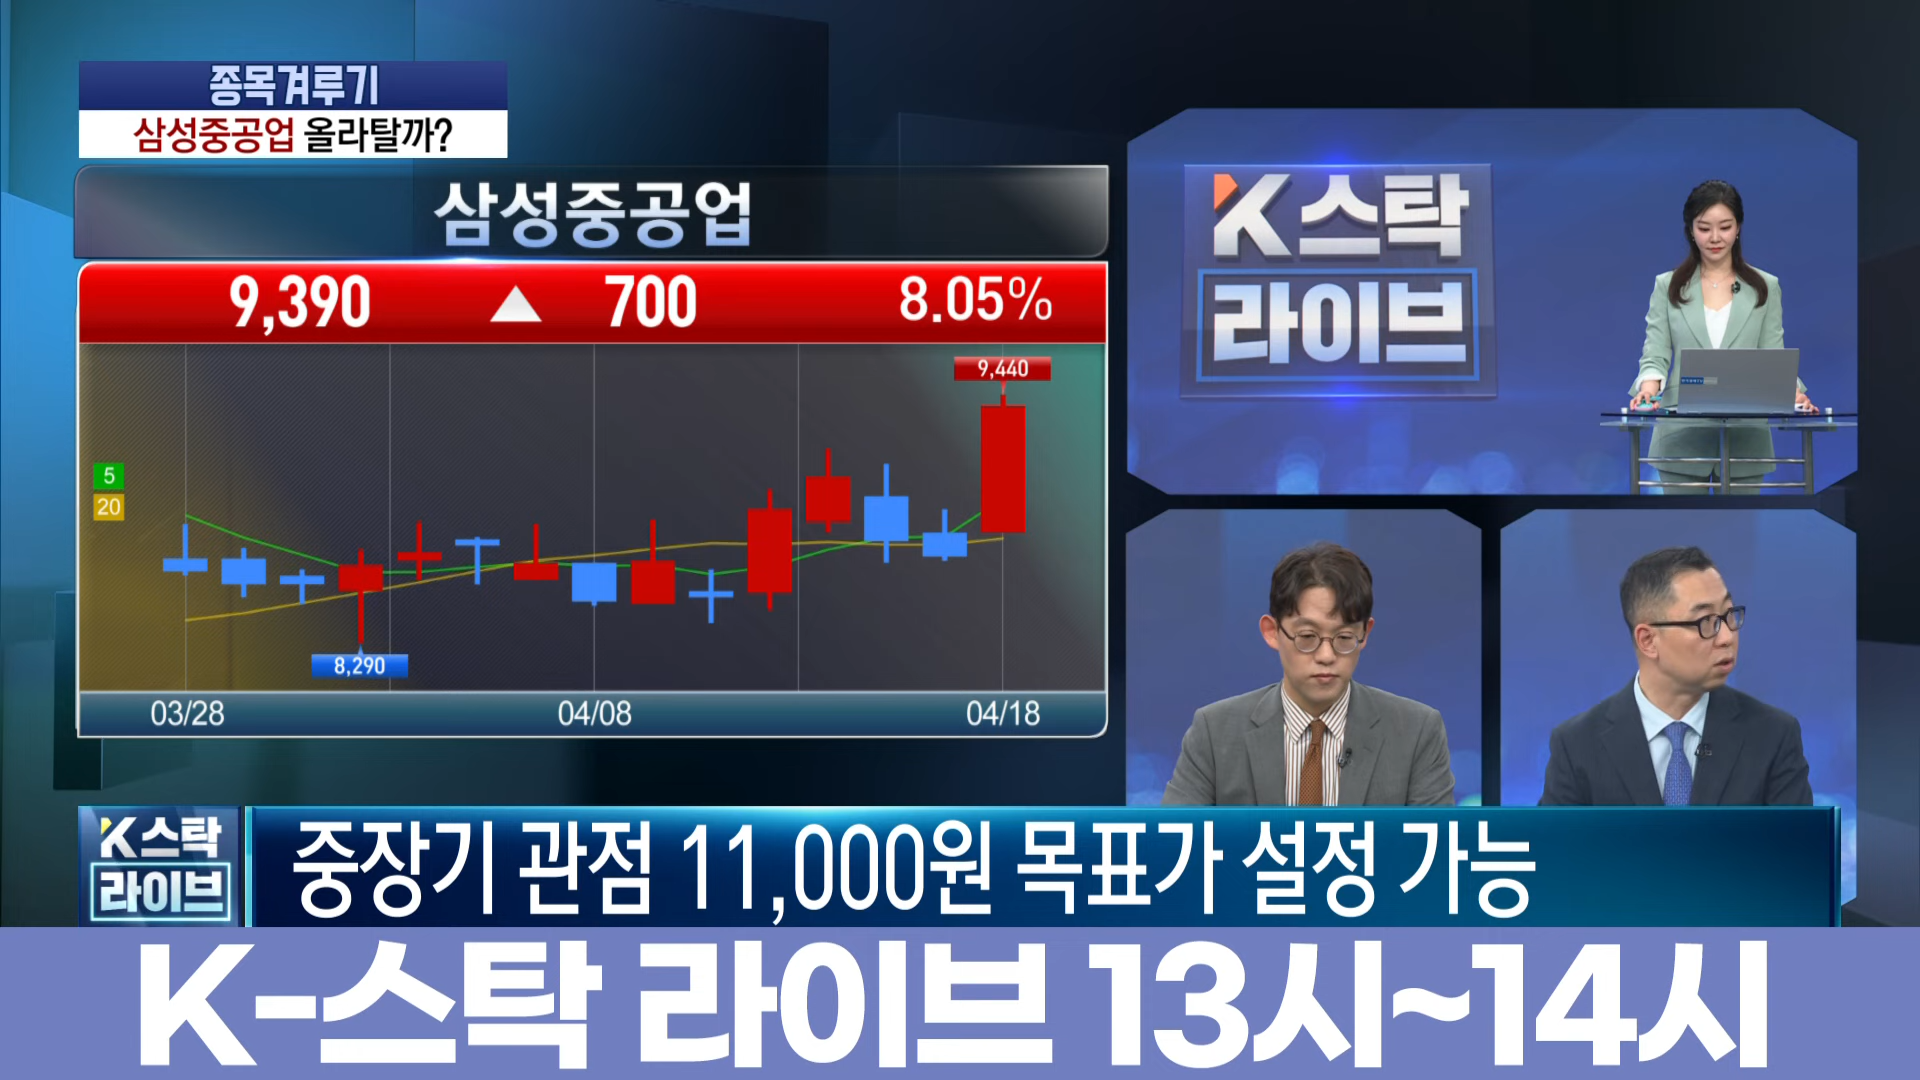 종목겨루기
삼성중공업 올라탈까?
삼성중공업
9,390 ▲ 700 8.05%
9,440
5
20
8,290
03/28 04/08 04/18
K스탁
라이브
K스탁
라이브
중장기 관점 11,000원 목표가 설정 가능
K-스탁 라이브 13시~14시